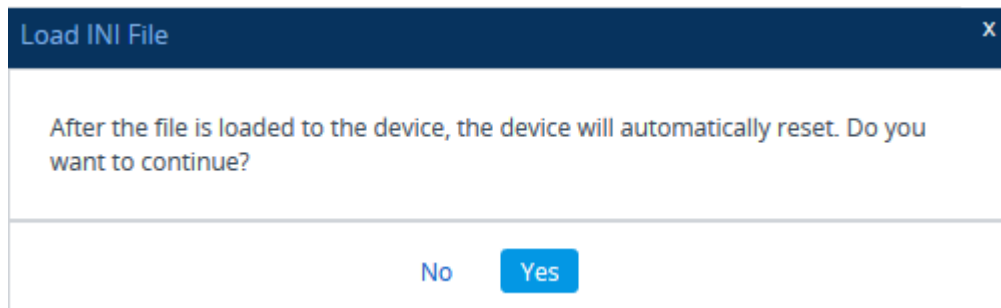 Load INI File
x
After the file is loaded to the device, the device will automatically reset. Do you
want to continue?
No
Yes